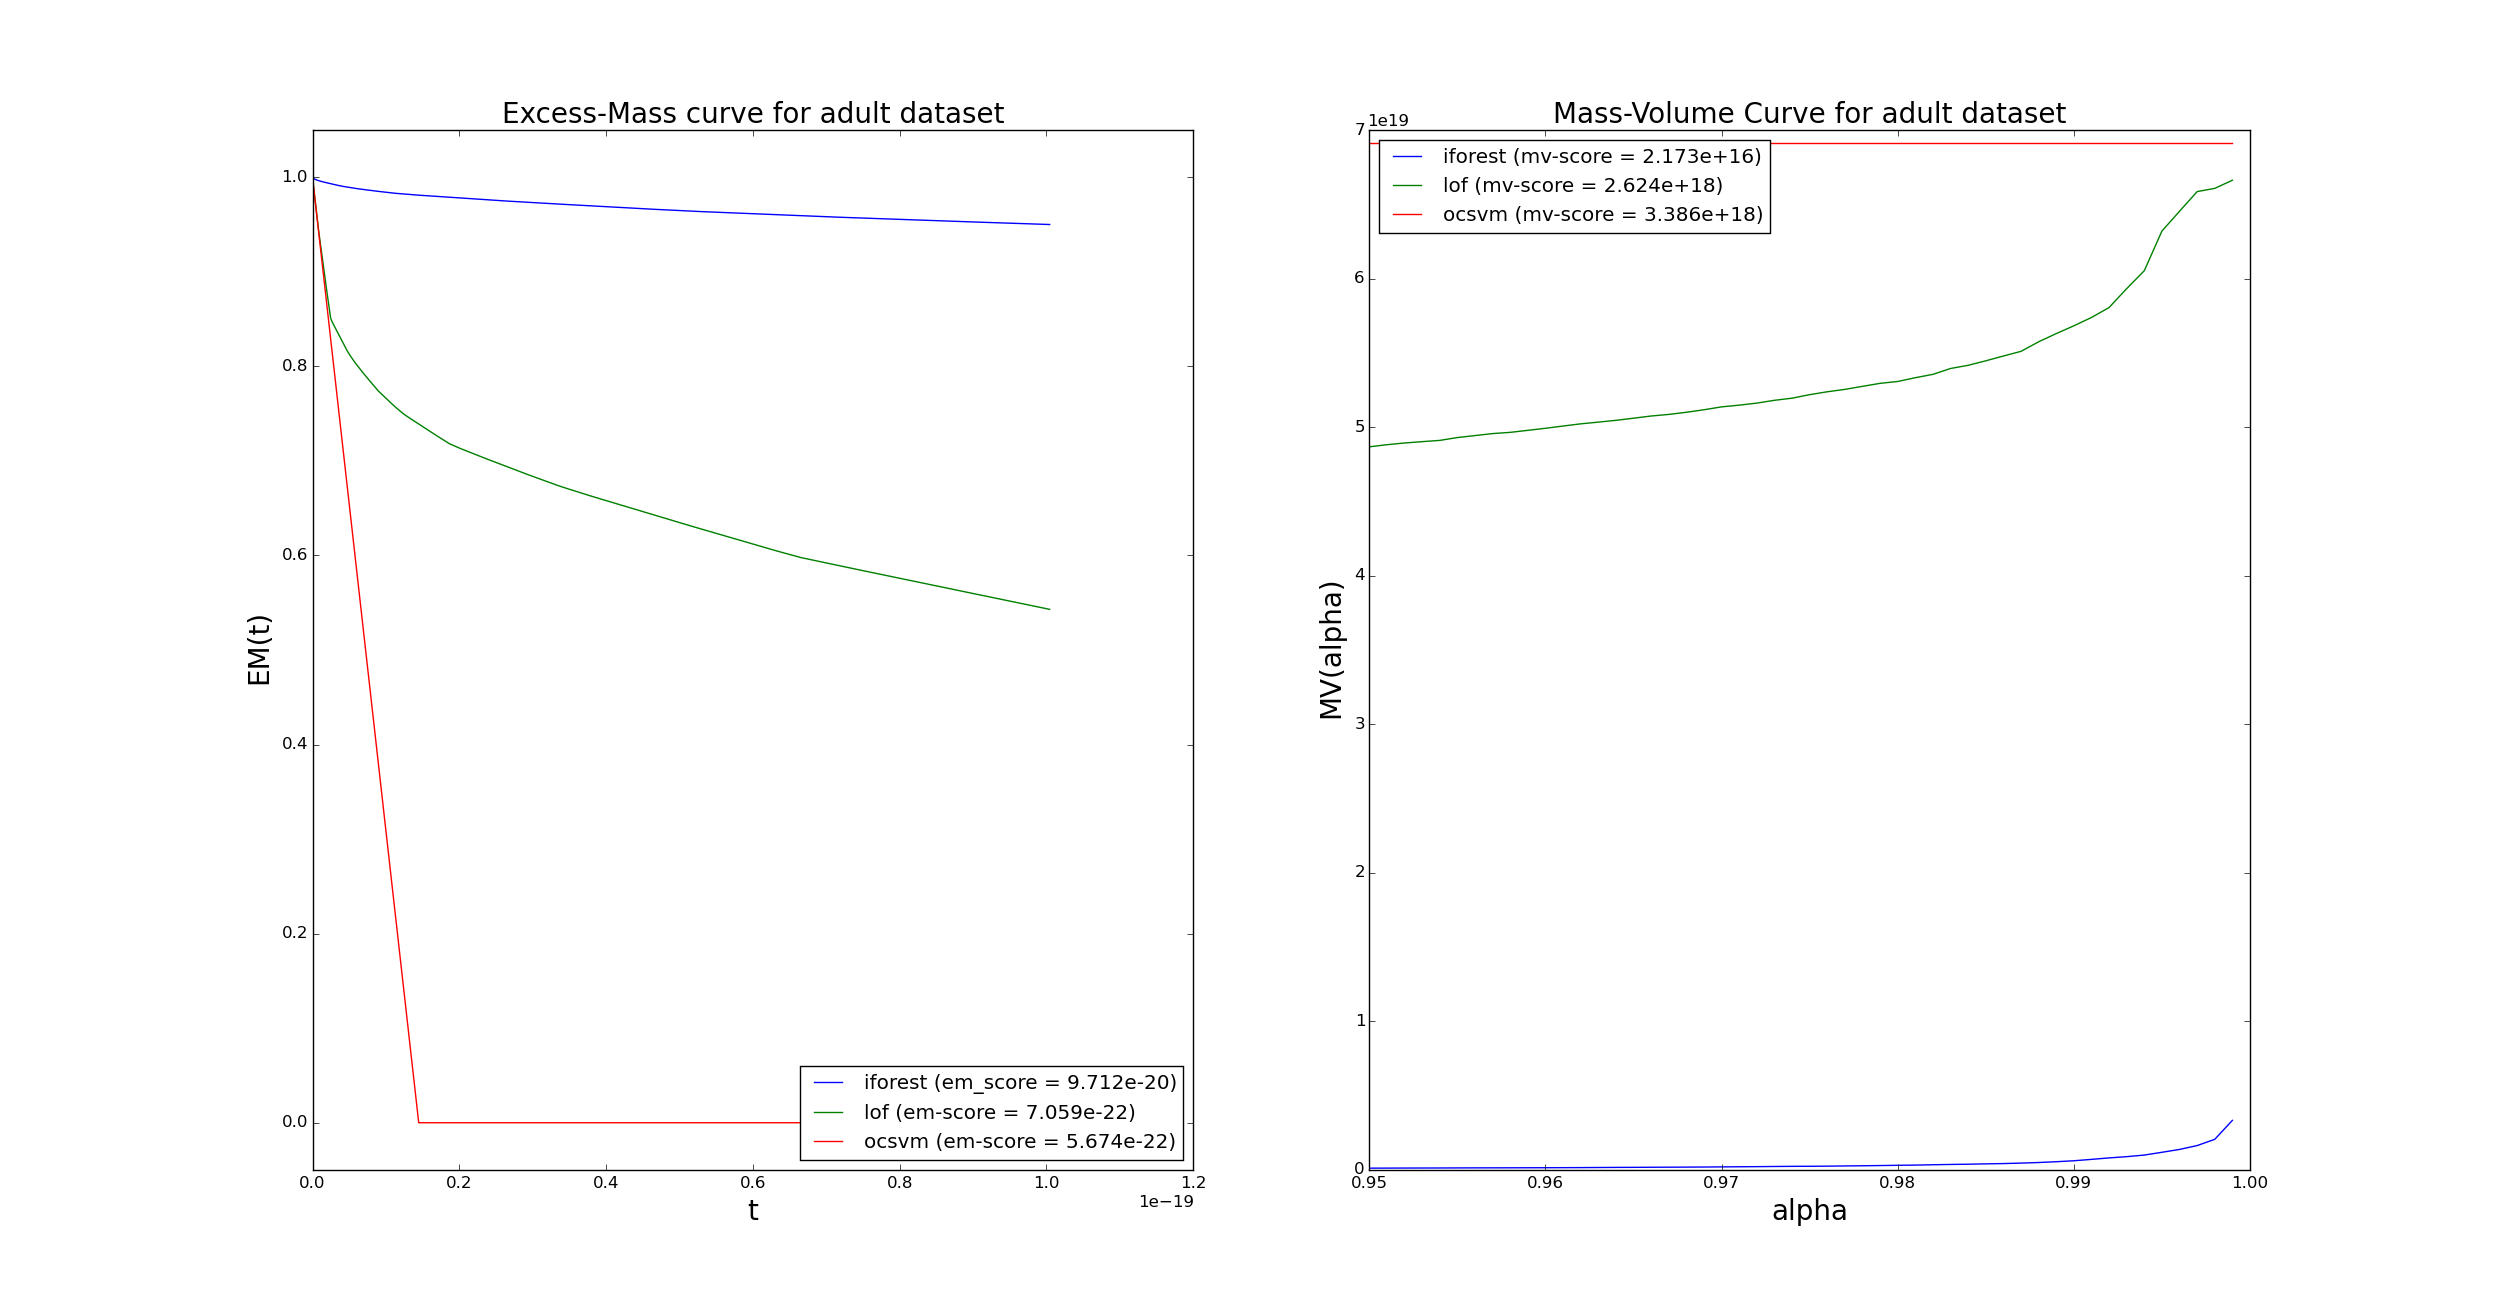 Excess-Mass curve for adult dataset
EM(t)
1.0
0.8
0.6
0.4
0.2
0.0
iforest (em_score = 9.712e-20)
lof (em-score = 7.059e-22)
ocsvm (em-score = 5.674e-22)
0.0 0.2 0.4 0.6 0.8 1.0 1.2
1e−19
t
Mass-Volume Curve for adult dataset
1e19
MV(alpha)
7
6
5
4
3
2
1
0
iforest (mv-score = 2.173e+16)
lof (mv-score = 2.624e+18)
ocsvm (mv-score = 3.386e+18)
0.95 0.96 0.97 0.98 0.99 1.00
alpha